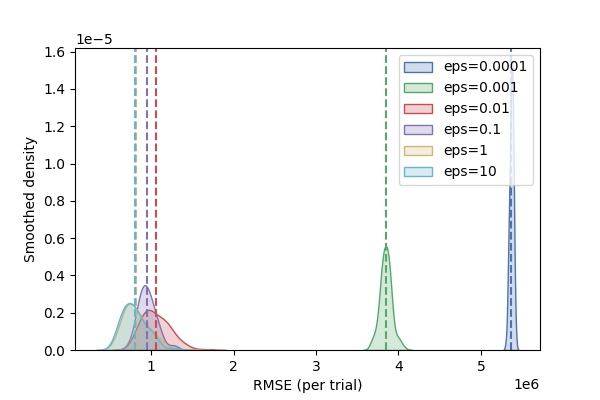 1e−5
1.6
1.4
1.2
1.0
0.8
0.6
0.4
0.2
0.0
Smoothed density
eps=0.0001
eps=0.001
eps=0.01
eps=0.1
eps=1
eps=10
1 2 3 4 5
1e6
RMSE (per trial)